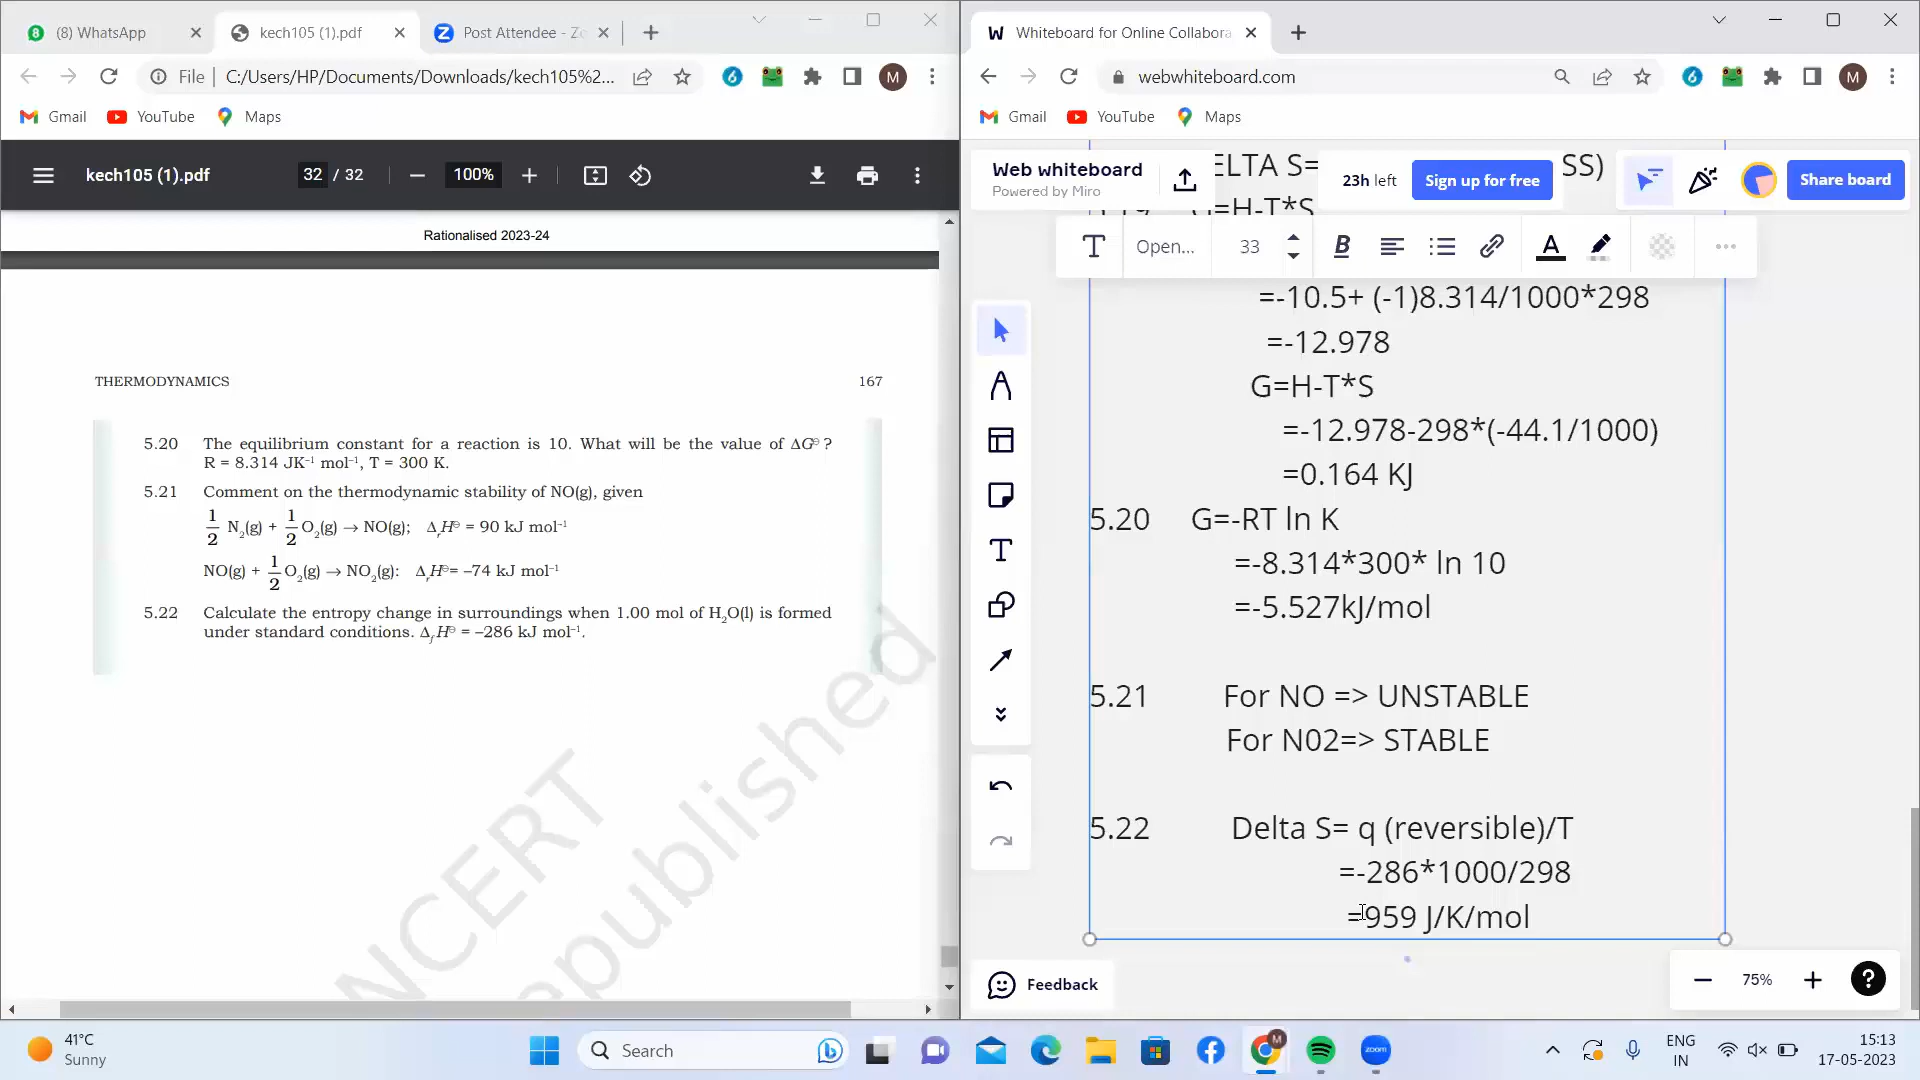 (8) WhatsApp
kech105 (1).pdf
Post Attendee - Zo
File
C:/Users/HP/Documents/Downloads/kech105%2...
M
Gmail
YouTube
Maps
kech105 (1).pdf
32 / 32
100%
Rationalised 2023-24
THERMODYNAMICS
167
5.20 The equilibrium constant for a reaction is 10. What will be the value of ΔG⊖ ?
R = 8.314 JK⁻¹ mol⁻¹, T = 300 K.
5.21 Comment on the thermodynamic stability of NO(g), given
1/2 N₂(g) + 1/2 O₂(g) → NO(g); ΔᵣH⊖ = 90 kJ mol⁻¹
NO(g) + 1/2 O₂(g) → NO₂(g): ΔᵣH⊖= –74 kJ mol⁻¹
5.22 Calculate the entropy change in surroundings when 1.00 mol of H₂O(l) is formed
under standard conditions. Δ_f H⊖ = –286 kJ mol⁻¹.
NCERT
republished
Whiteboard for Online Collabora
webwhiteboard.com
M
Gmail
YouTube
Maps
Web whiteboard
Powered by Miro
23h left
Sign up for free
Share board
ELTA S=
SS)
G=H-T*S
Open...
33
=-10.5+ (-1)8.314/1000*298
=-12.978
G=H-T*S
=-12.978-298*(-44.1/1000)
=0.164 KJ
5.20 G=-RT ln K
=-8.314*300* ln 10
=-5.527kJ/mol
5.21 For NO => UNSTABLE
For N02=> STABLE
5.22 Delta S= q (reversible)/T
=-286*1000/298
=959 J/K/mol
Feedback
75%
41°C
Sunny
Search
zoom
ENG
IN
15:13
17-05-2023